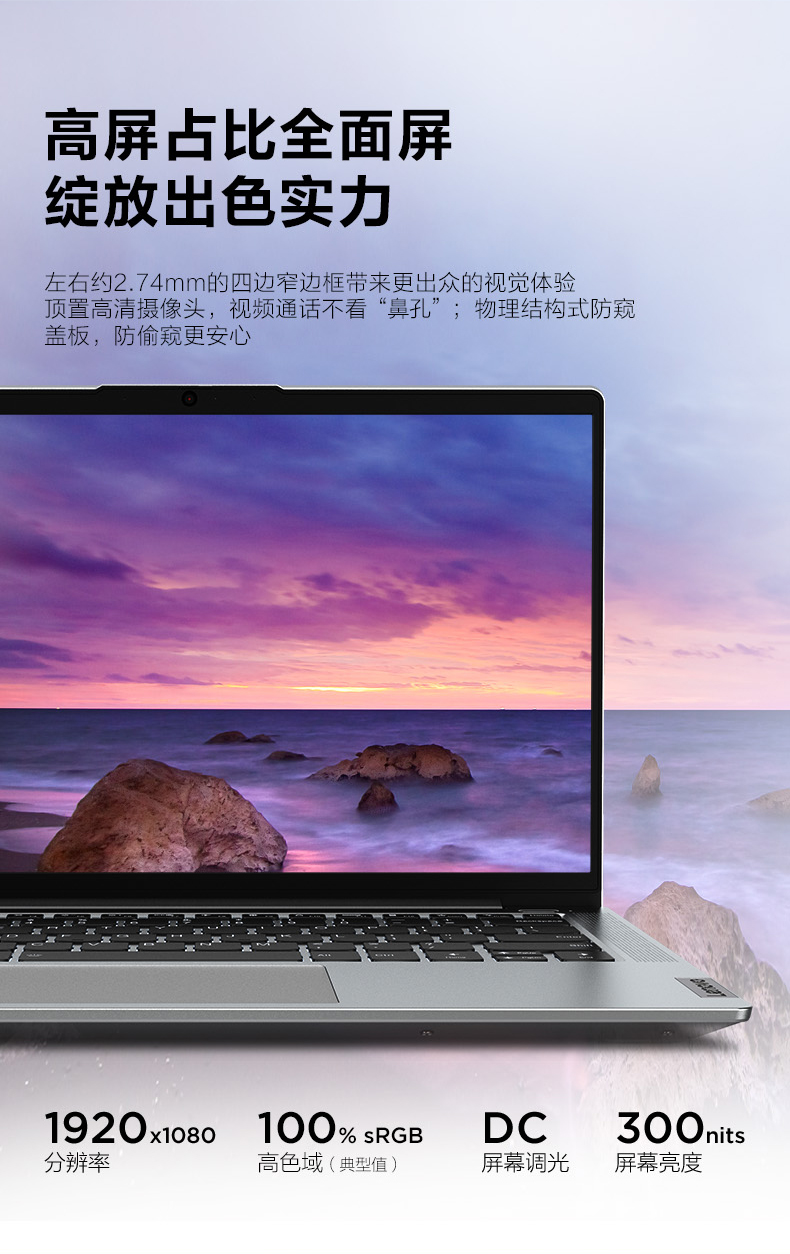 高屏占比全面屏
绽放出色实力
左右约2.74mm的四边窄边框带来更出众的视觉体验
顶置高清摄像头，视频通话不看“鼻孔”；物理结构式防窥
盖板，防偷窥更安心
Lenovo
1920x1080
分辨率
100% sRGB
高色域（典型值）
DC
屏幕调光
300nits
屏幕亮度